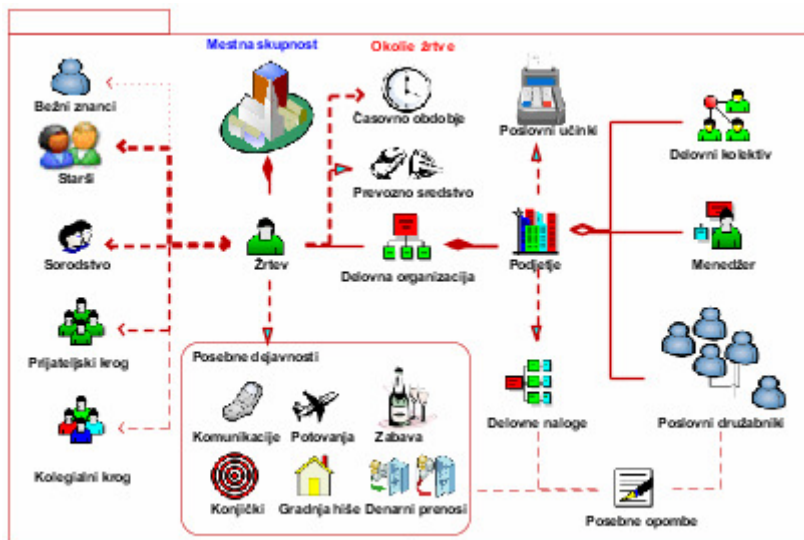 Mestna skupnost
Okolje žrtve
Bežni znanci
Časovno obdobje
Poslovni učinki
Delovni kolektiv
Starši
Prevozno sredstvo
Sorodstvo
Žrtev
Delovna organizacija
Podjetje
Menedžer
Prijateljski krog
Posebne dejavnosti
Komunikacije
Potovanja
Zabava
Delovne naloge
Poslovni družabniki
Kolegialni krog
Konjički
Gradnja hiše
Denarni prenosi
Posebne opombe